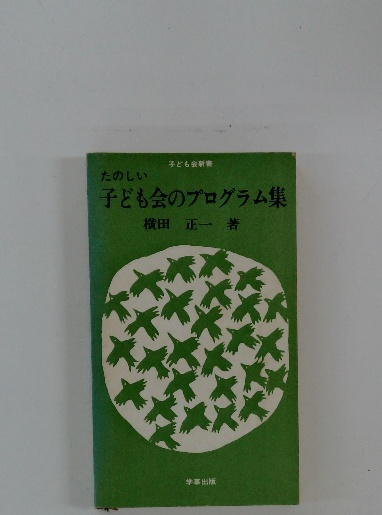 子ども会新書
たのしい
子ども会のプログラム集
横田 正一 著
学事出版